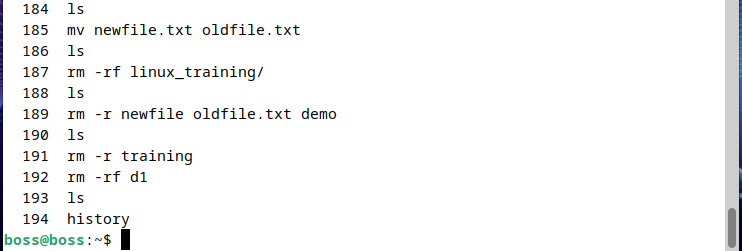 184 ls
185 mv newfile.txt oldfile.txt
186 ls
187 rm -rf linux_training/
188 ls
189 rm -r newfile oldfile.txt demo
190 ls
191 rm -r training
192 rm -rf d1
193 ls
194 history
boss@boss:~$